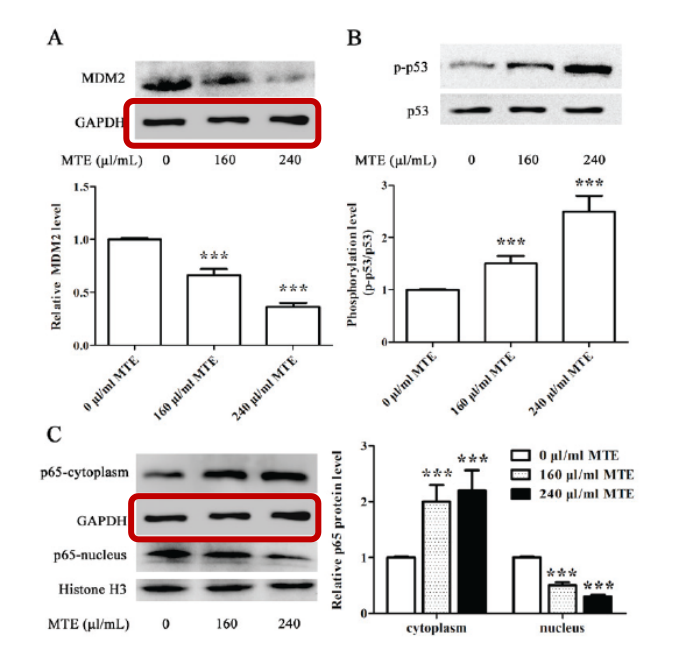 A
MDM2
GAPDH
MTE (μl/mL) 0 160 240
1.5
1.0
0.5
0.0
Relative MDM2 level
***
***
0 μl/ml MTE
160 μl/ml MTE
240 μl/ml MTE
B
p-p53
p53
MTE (μl/mL) 0 160 240
3
2
1
0
Phosphorylation level
(p-p53/p53)
***
***
0 μl/ml MTE
160 μl/ml MTE
240 μl/ml MTE
C
p65-cytoplasm
GAPDH
p65-nucleus
Histone H3
MTE (μl/mL) 0 160 240
3
2
1
0
Relative p65 protein level
0 μl/ml MTE
160 μl/ml MTE
240 μl/ml MTE
*** ***
*** ***
cytoplasm nucleus